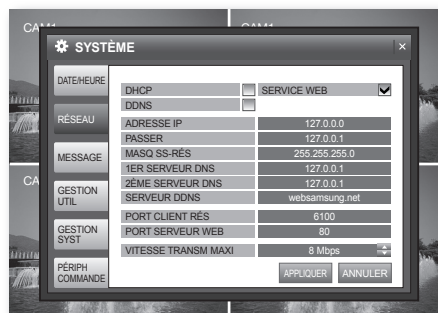 CAM1
SYSTÈME
×
DATE/HEURE
RÉSEAU
MESSAGE
GESTION
UTIL
GESTION
SYST
PÉRIPH
COMMANDE
DHCP
SERVICE WEB
DDNS
ADRESSE IP 127.0.0.0
PASSER 127.0.0.1
MASQ SS-RÉS 255.255.255.0
1ER SERVEUR DNS 127.0.0.1
2ÈME SERVEUR DNS 127.0.0.1
SERVEUR DDNS websamsung.net
PORT CLIENT RÉS 6100
PORT SERVEUR WEB 80
VITESSE TRANSM MAXI 8 Mbps
APPLIQUER ANNULER